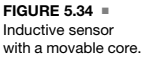 FIGURE 5.34 ■
Inductive sensor
with a movable core.